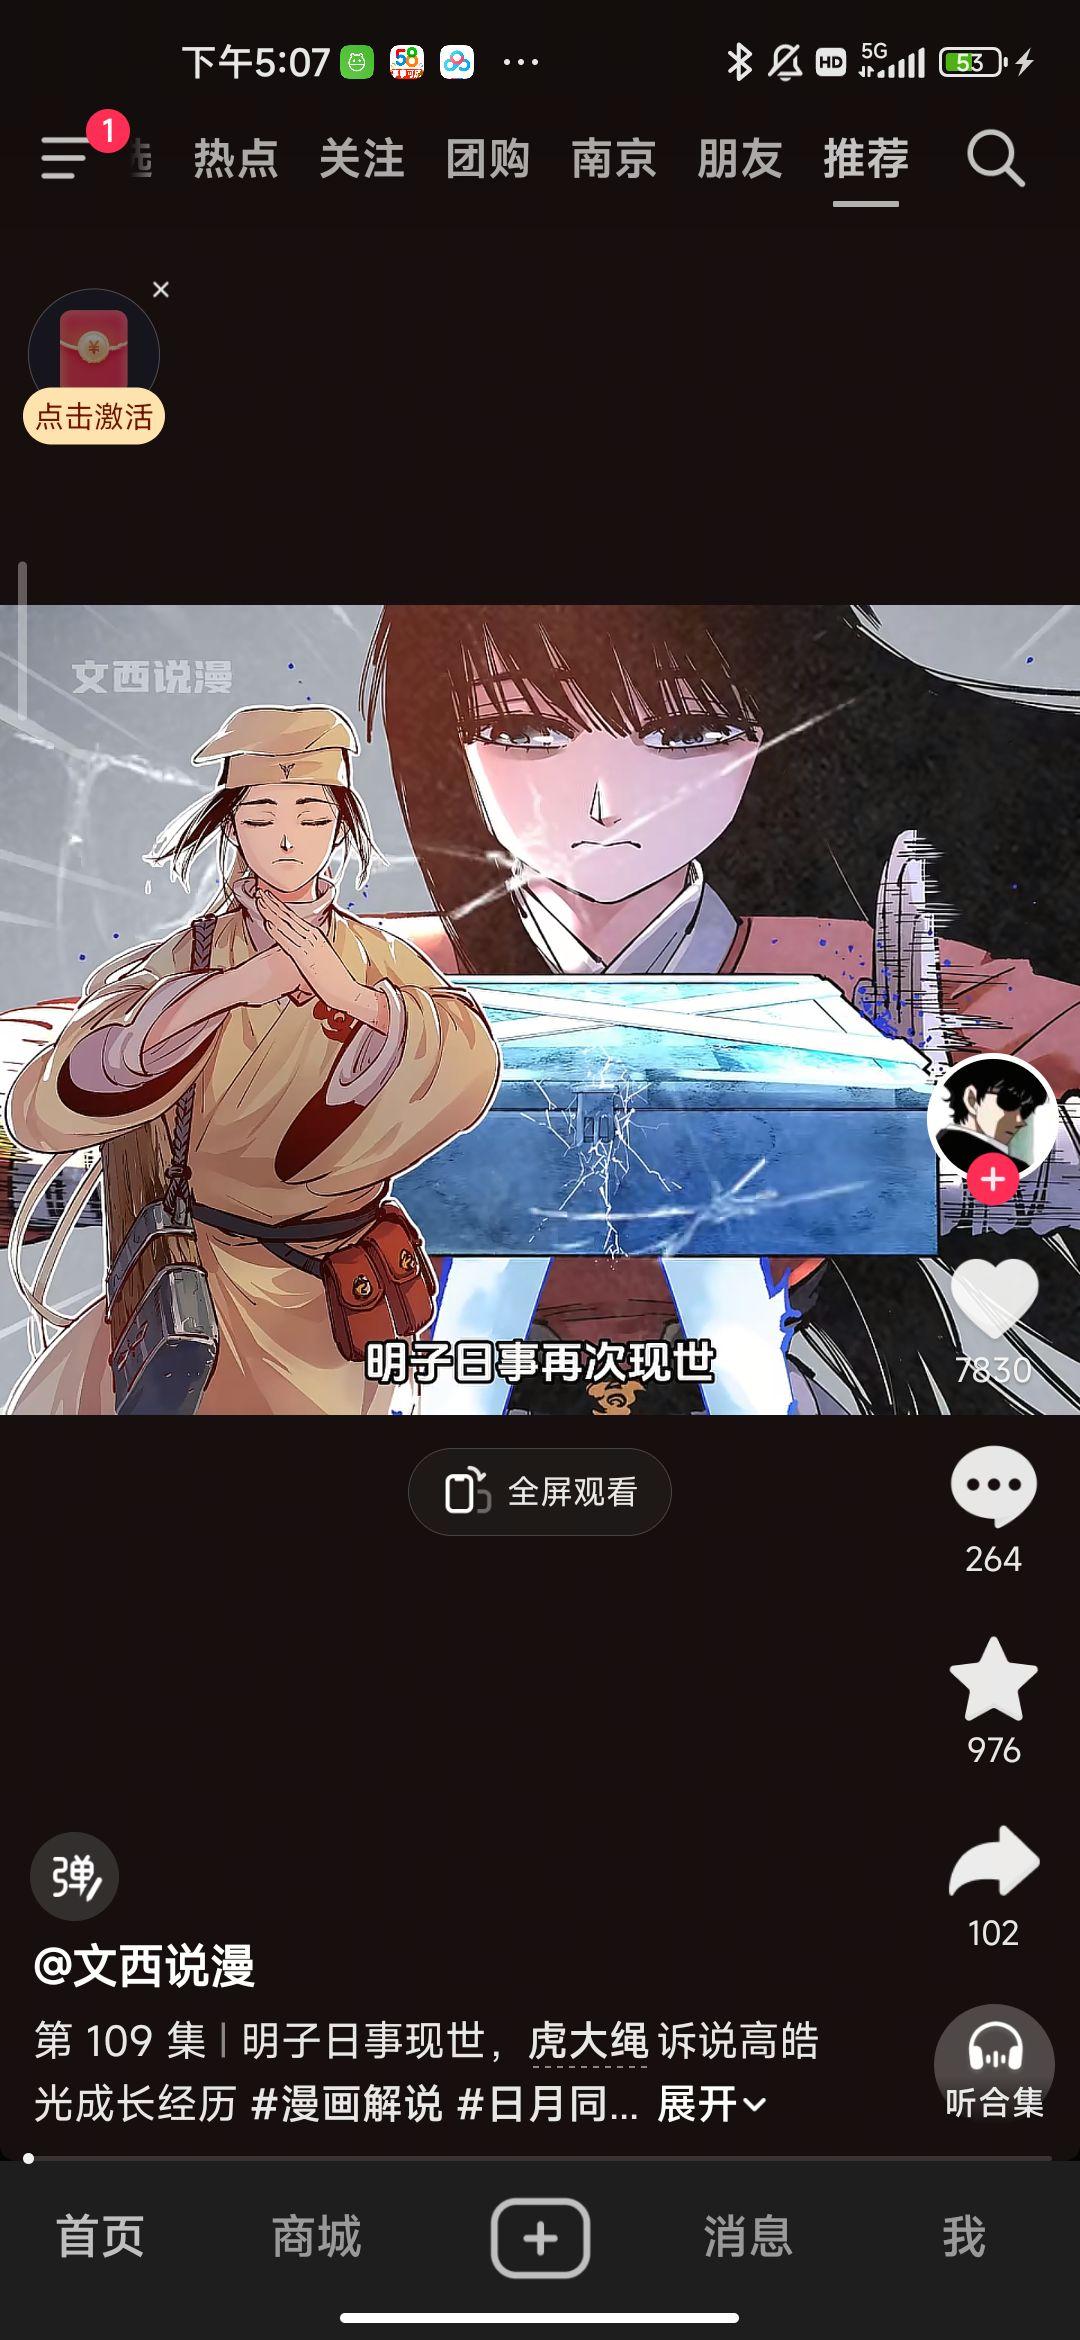 下午5:07
58
HD
5G
53
1
选 热点 关注 团购 南京 朋友 推荐
点击激活
文西说漫
明子日事再次现世
7830
全屏观看
264
976
102
弹
@文西说漫
第 109 集 | 明子日事现世，虎大绳 诉说高皓
光成长经历 #漫画解说 #日月同... 展开
听合集
首页 商城 消息 我